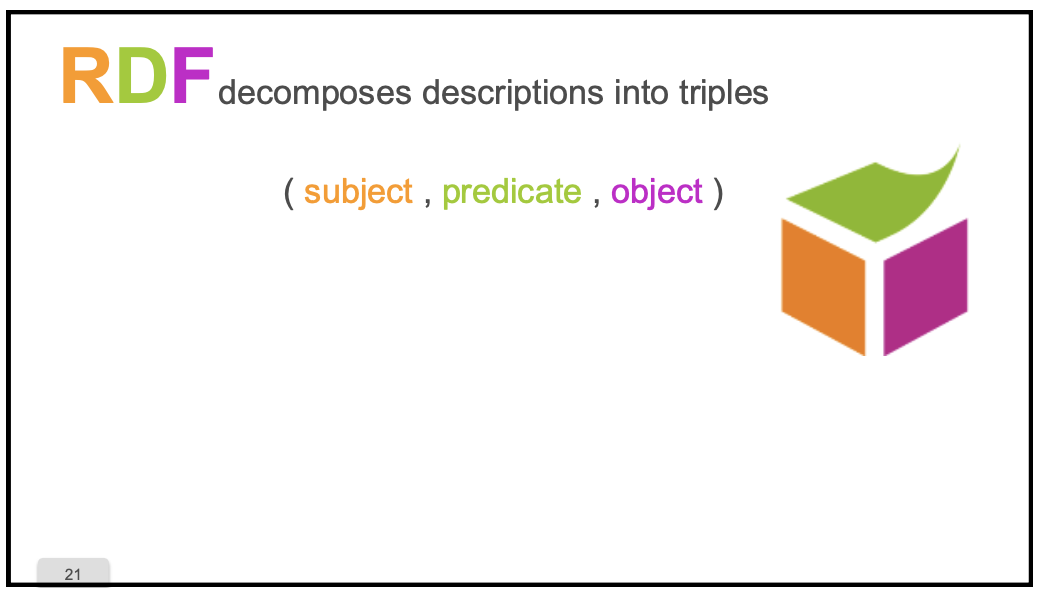 RDF decomposes descriptions into triples
( subject , predicate , object )
21